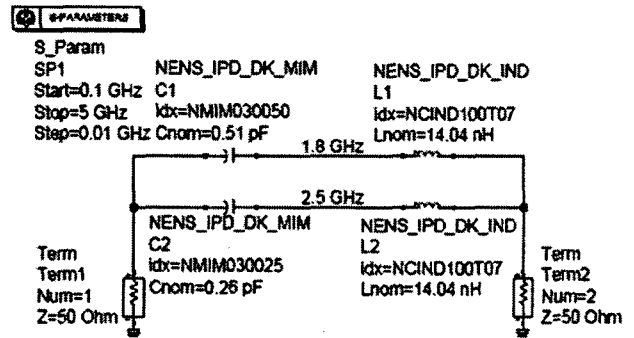 S-PARAMETERS
S_Param
SP1
Start=0.1 GHz
Stop=5 GHz
Step=0.01 GHz
NENS_IPD_DK_MIM
C1
idx=NMIM030050
Cnom=0.51 pF
NENS_IPD_DK_IND
L1
idx=NCIND100T07
Lnom=14.04 nH
1.8 GHz
2.5 GHz
NENS_IPD_DK_MIM
C2
idx=NMIM030025
Cnom=0.26 pF
NENS_IPD_DK_IND
L2
idx=NCIND100T07
Lnom=14.04 nH
Term
Term1
Num=1
Z=50 Ohm
Term
Term2
Num=2
Z=50 Ohm